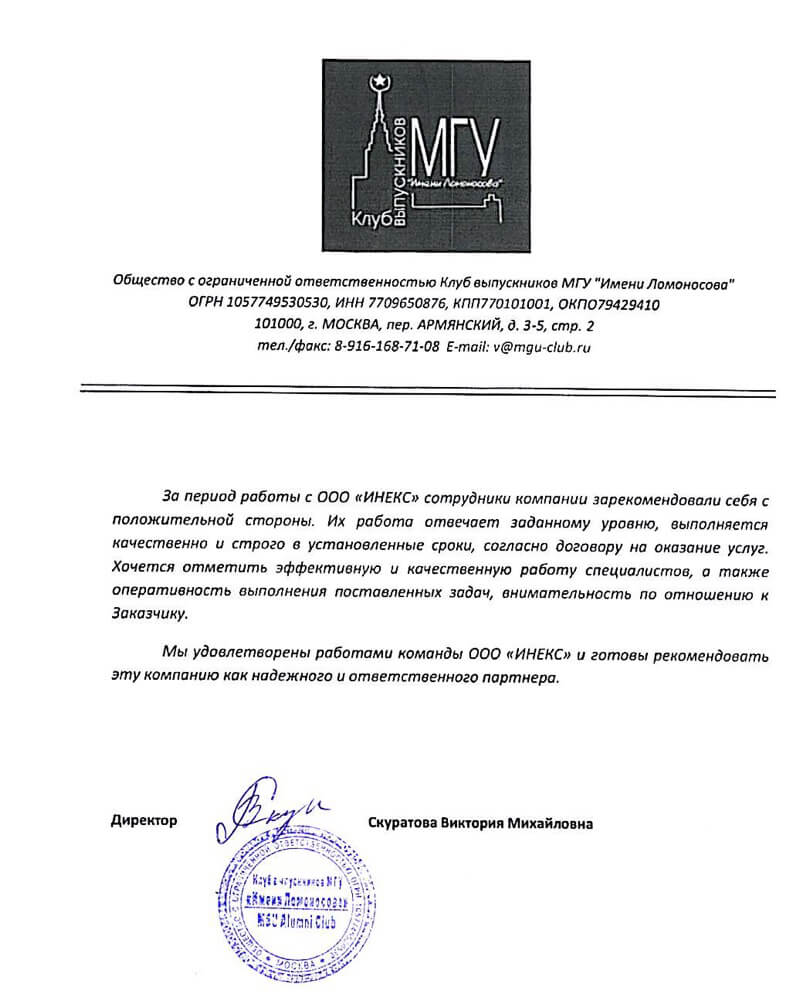 Клуб
ВЫПУСКНИКОВ
МГУ
"Имени Ломоносова"
Общество с ограниченной ответственностью Клуб выпускников МГУ "Имени Ломоносова"
ОГРН 1057749530530, ИНН 7709650876, КПП770101001, ОКПО79429410
101000, г. МОСКВА, пер. АРМЯНСКИЙ, д. 3-5, стр. 2
тел./факс: 8-916-168-71-08 E-mail: v@mgu-club.ru
За период работы с ООО «ИНЕКС» сотрудники компании зарекомендовали себя с
положительной стороны. Их работа отвечает заданному уровню, выполняется
качественно и строго в установленные сроки, согласно договору на оказание услуг.
Хочется отметить эффективную и качественную работу специалистов, а также
оперативность выполнения поставленных задач, внимательность по отношению к
Заказчику.
Мы удовлетворены работами команды ООО «ИНЕКС» и готовы рекомендовать
эту компанию как надежного и ответственного партнера.
Директор
Скуратова Виктория Михайловна
ОБЩЕСТВО С ОГРАНИЧЕННОЙ ОТВЕТСТВЕННОСТЬЮ
Клуб выпускников МГУ
«Имени Ломоносова»
MSU Alumni Club
МОСКВА